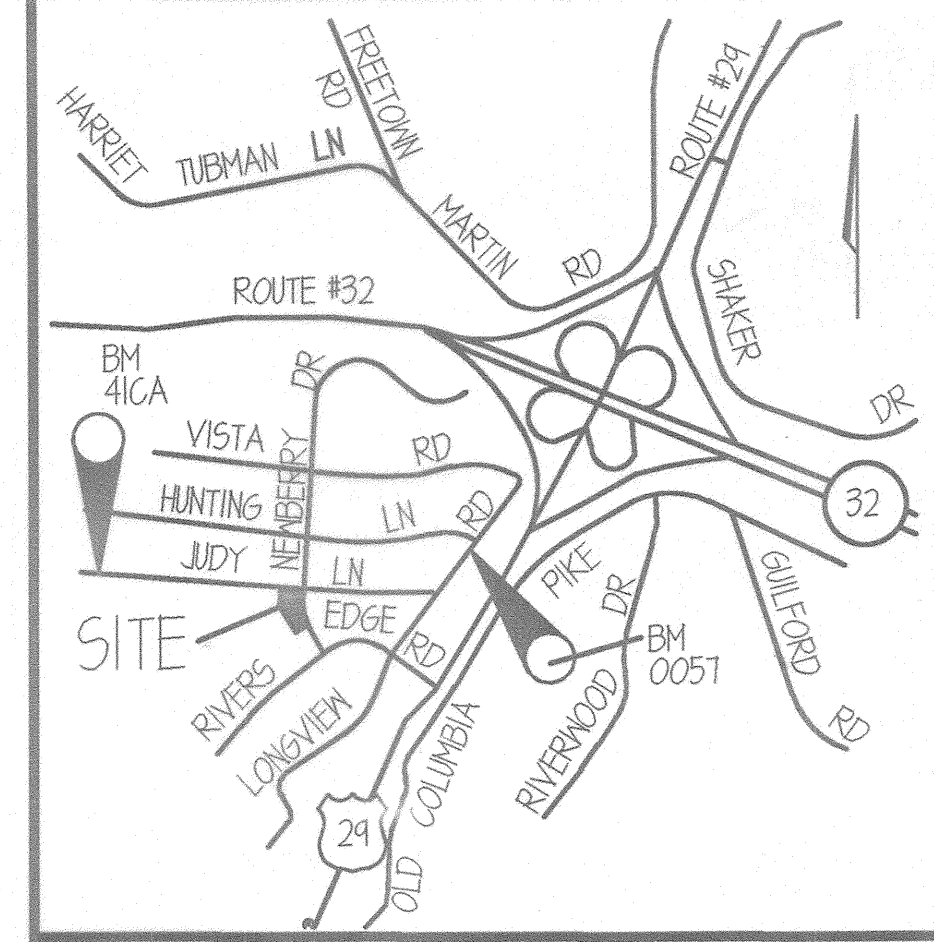 FREETOWN
RD
ROUTE #29
HARRIET
TUBMAN LN
MARTIN
RD
SHAKER
DR
ROUTE #32
BM
41CA
NEWBERRY
DR
VISTA
RD
HUNTING
LN
RD
JUDY
LN
32
PIKE
EDGE
RD
SITE
DR
BM
0057
GUILFORD
RD
RIVERS
LONGVIEW
COLUMBIA
RIVERWOOD
29
OLD